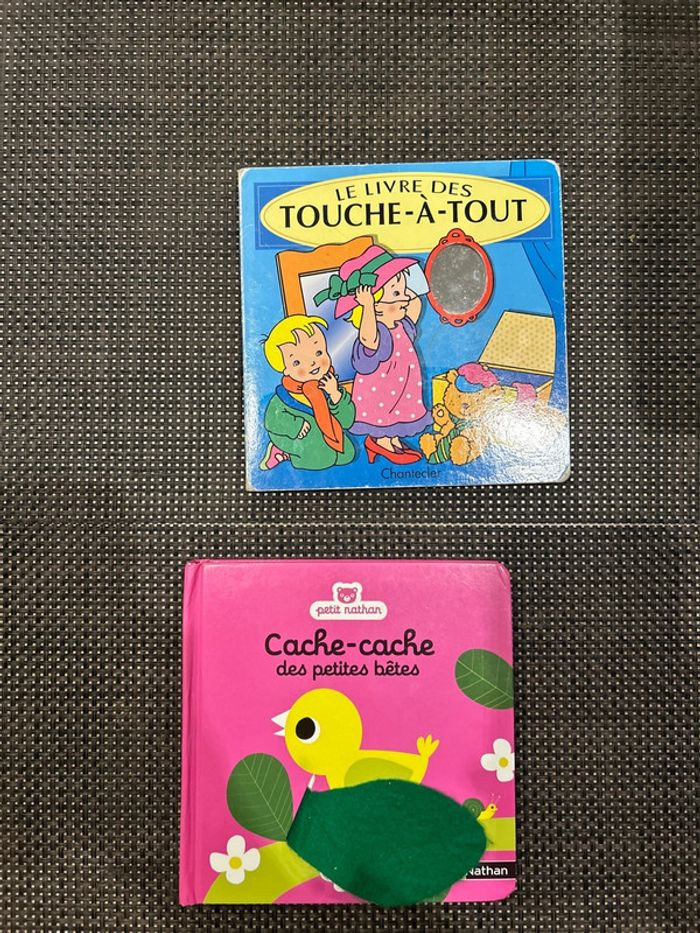 LE LIVRE DES
TOUCHE-À-TOUT
Chantecler
petit nathan
Cache-cache
des petites bêtes
Nathan